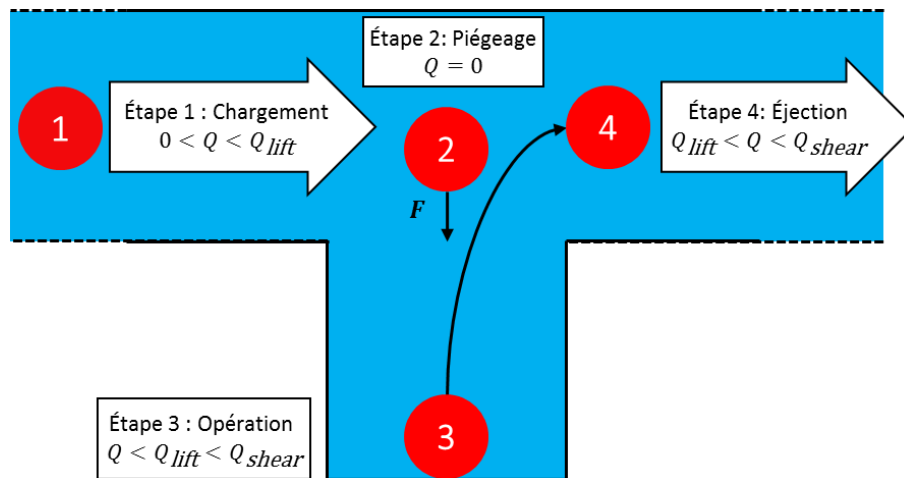 Étape 2: Piégeage
Q = 0
1
Étape 1 : Chargement
0 < Q < Q_lift
2
F
4
Étape 4: Éjection
Q_lift < Q < Q_shear
Étape 3 : Opération
Q < Q_lift < Q_shear
3